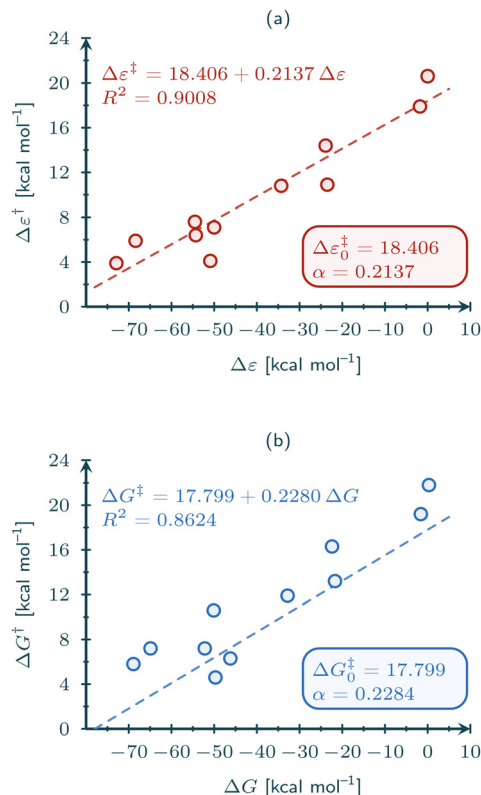 (a)
24
20
16
12
8
4
0
Δε‡ = 18.406 + 0.2137 Δε
R² = 0.9008
Δε‡₀ = 18.406
α = 0.2137
Δε† [kcal mol⁻¹]
−70 −60 −50 −40 −30 −20 −10 0 10
Δε [kcal mol⁻¹]
(b)
24
20
16
12
8
4
0
ΔG‡ = 17.799 + 0.2280 ΔG
R² = 0.8624
ΔG‡₀ = 17.799
α = 0.2284
ΔG† [kcal mol⁻¹]
−70 −60 −50 −40 −30 −20 −10 0 10
ΔG [kcal mol⁻¹]